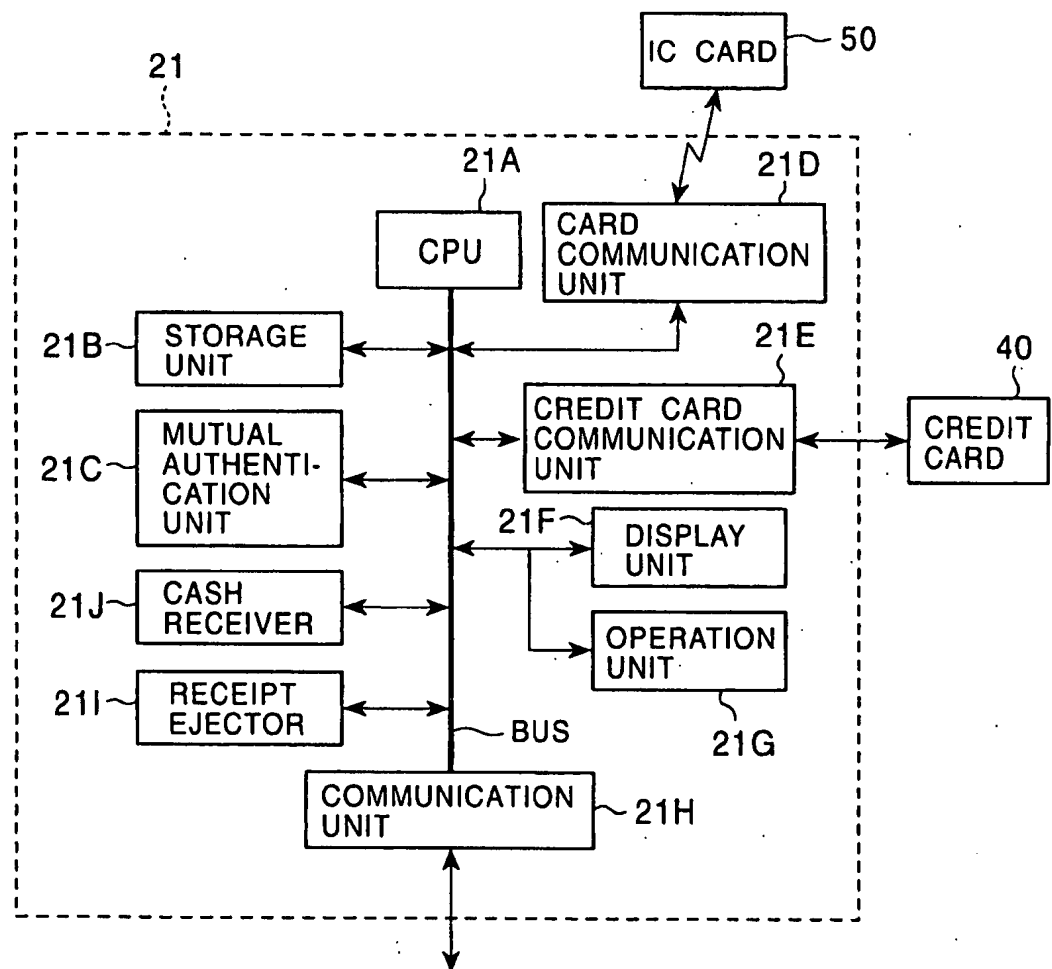 IC CARD
50
21
21A
CPU
21D
CARD
COMMUNICATION
UNIT
21B
STORAGE
UNIT
21E
CREDIT CARD
COMMUNICATION
UNIT
40
CREDIT
CARD
21C
MUTUAL
AUTHENTI-
CATION
UNIT
21F
DISPLAY
UNIT
21J
CASH
RECEIVER
OPERATION
UNIT
21G
21I
RECEIPT
EJECTOR
BUS
COMMUNICATION
UNIT
21H